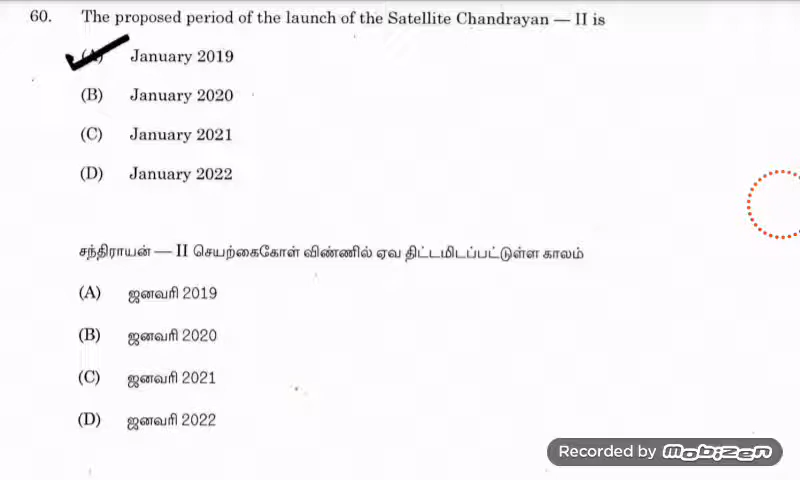 60. The proposed period of the launch of the Satellite Chandrayan — II is
(A) January 2019
(B) January 2020
(C) January 2021
(D) January 2022
சந்திராயன் — II செயற்கைகோள் விண்ணில் ஏவ திட்டமிடப்பட்டுள்ள காலம்
(A) ஜனவரி 2019
(B) ஜனவரி 2020
(C) ஜனவரி 2021
(D) ஜனவரி 2022
Recorded by mobizen